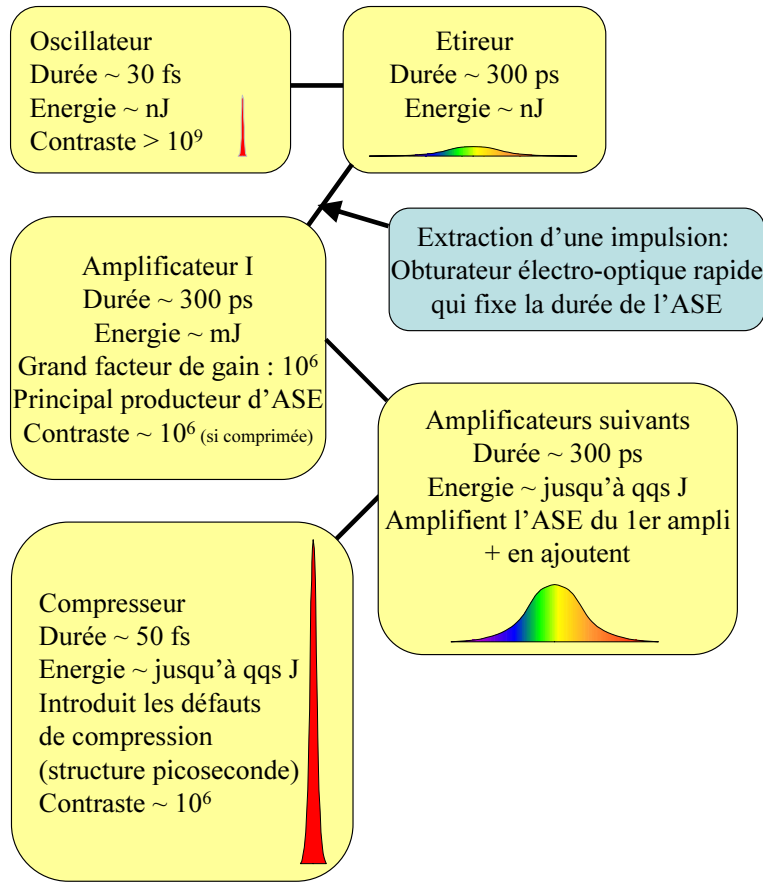 Oscillateur
Durée ~ 30 fs
Energie ~ nJ
Contraste > 10⁹
Etireur
Durée ~ 300 ps
Energie ~ nJ
Extraction d’une impulsion:
Obturateur électro-optique rapide
qui fixe la durée de l’ASE
Amplificateur I
Durée ~ 300 ps
Energie ~ mJ
Grand facteur de gain : 10⁶
Principal producteur d’ASE
Contraste ~ 10⁶ (si comprimée)
Amplificateurs suivants
Durée ~ 300 ps
Energie ~ jusqu’à qqs J
Amplifient l’ASE du 1er ampli
+ en ajoutent
Compresseur
Durée ~ 50 fs
Energie ~ jusqu’à qqs J
Introduit les défauts
de compression
(structure picoseconde)
Contraste ~ 10⁶